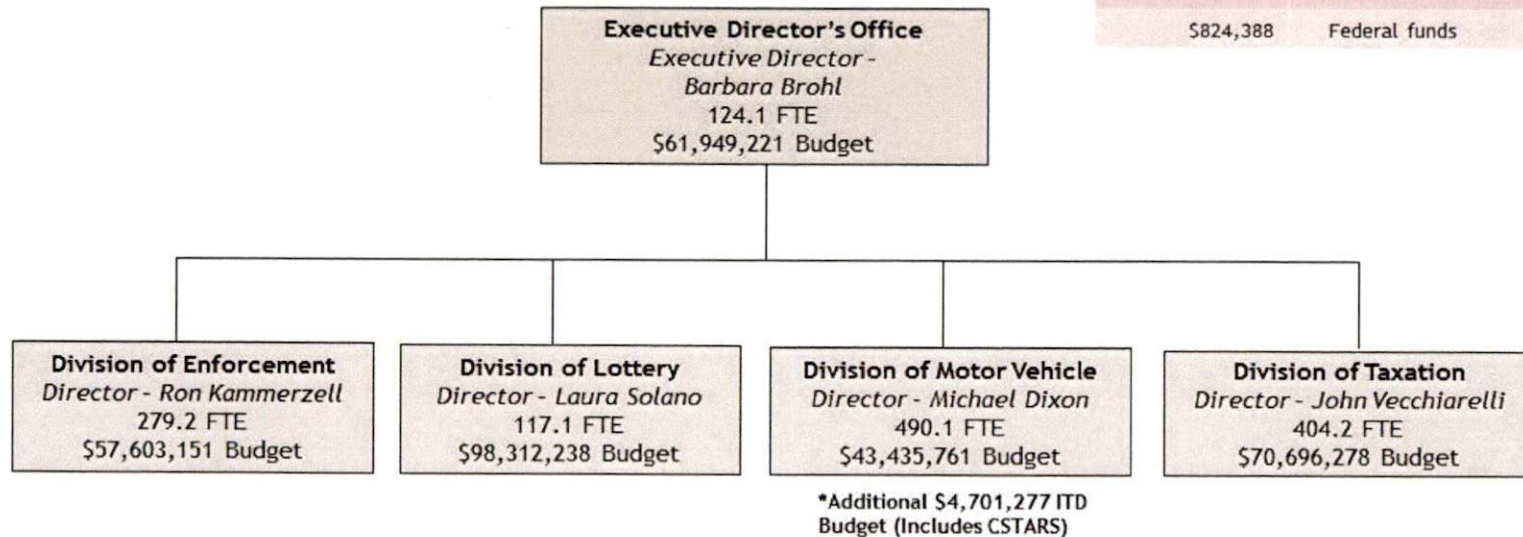 $824,388 Federal funds
Executive Director's Office
Executive Director -
Barbara Brohl
124.1 FTE
$61,949,221 Budget
Division of Enforcement
Director - Ron Kammerzell
279.2 FTE
$57,603,151 Budget
Division of Lottery
Director - Laura Solano
117.1 FTE
$98,312,238 Budget
Division of Motor Vehicle
Director - Michael Dixon
490.1 FTE
$43,435,761 Budget
*Additional $4,701,277 ITD
Budget (Includes CSTARS)
Division of Taxation
Director - John Vecchiarelli
404.2 FTE
$70,696,278 Budget